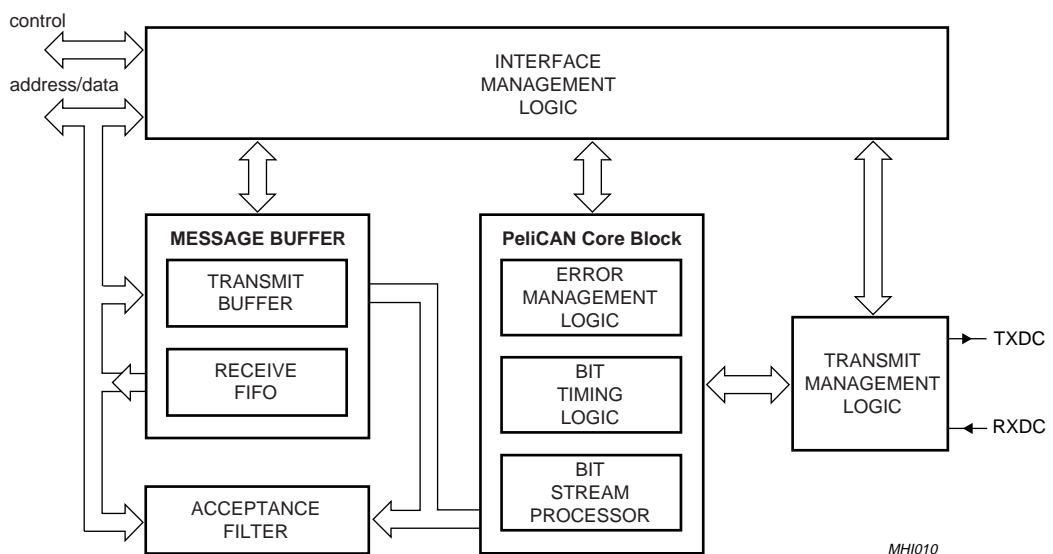 control
address/data
INTERFACE
MANAGEMENT
LOGIC
MESSAGE BUFFER
TRANSMIT
BUFFER
RECEIVE
FIFO
ACCEPTANCE
FILTER
PeliCAN Core Block
ERROR
MANAGEMENT
LOGIC
BIT
TIMING
LOGIC
BIT
STREAM
PROCESSOR
TRANSMIT
MANAGEMENT
LOGIC
TXDC
RXDC
MHI010